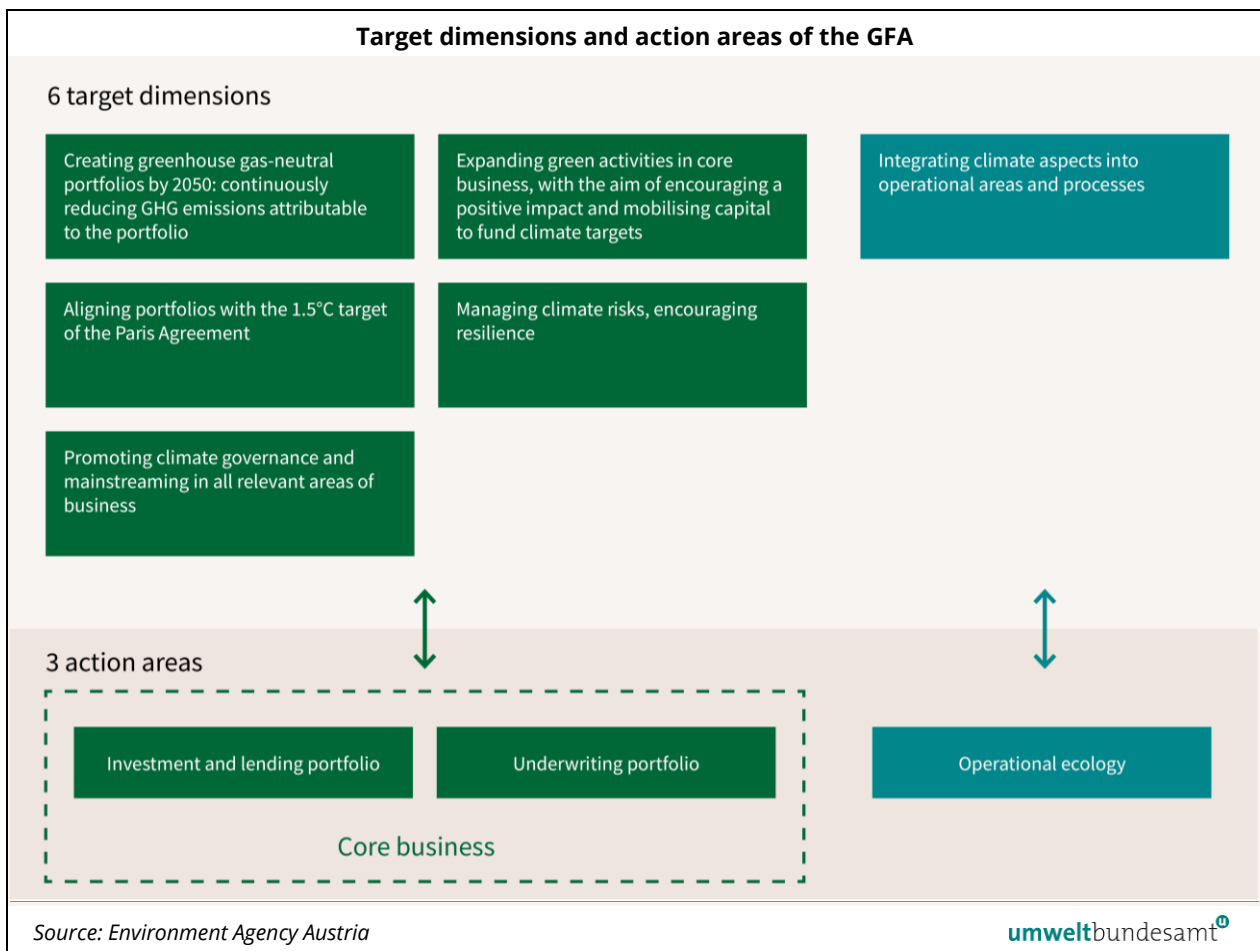 Target dimensions and action areas of the GFA
6 target dimensions
Creating greenhouse gas-neutral
portfolios by 2050: continuously
reducing GHG emissions attributable
to the portfolio
Expanding green activities in core
business, with the aim of encouraging a
positive impact and mobilising capital
to fund climate targets
Integrating climate aspects into
operational areas and processes
Aligning portfolios with the 1.5°C target
of the Paris Agreement
Managing climate risks, encouraging
resilience
Promoting climate governance and
mainstreaming in all relevant areas of
business
3 action areas
Investment and lending portfolio
Underwriting portfolio
Operational ecology
Core business
Source: Environment Agency Austria
umweltbundesamt u